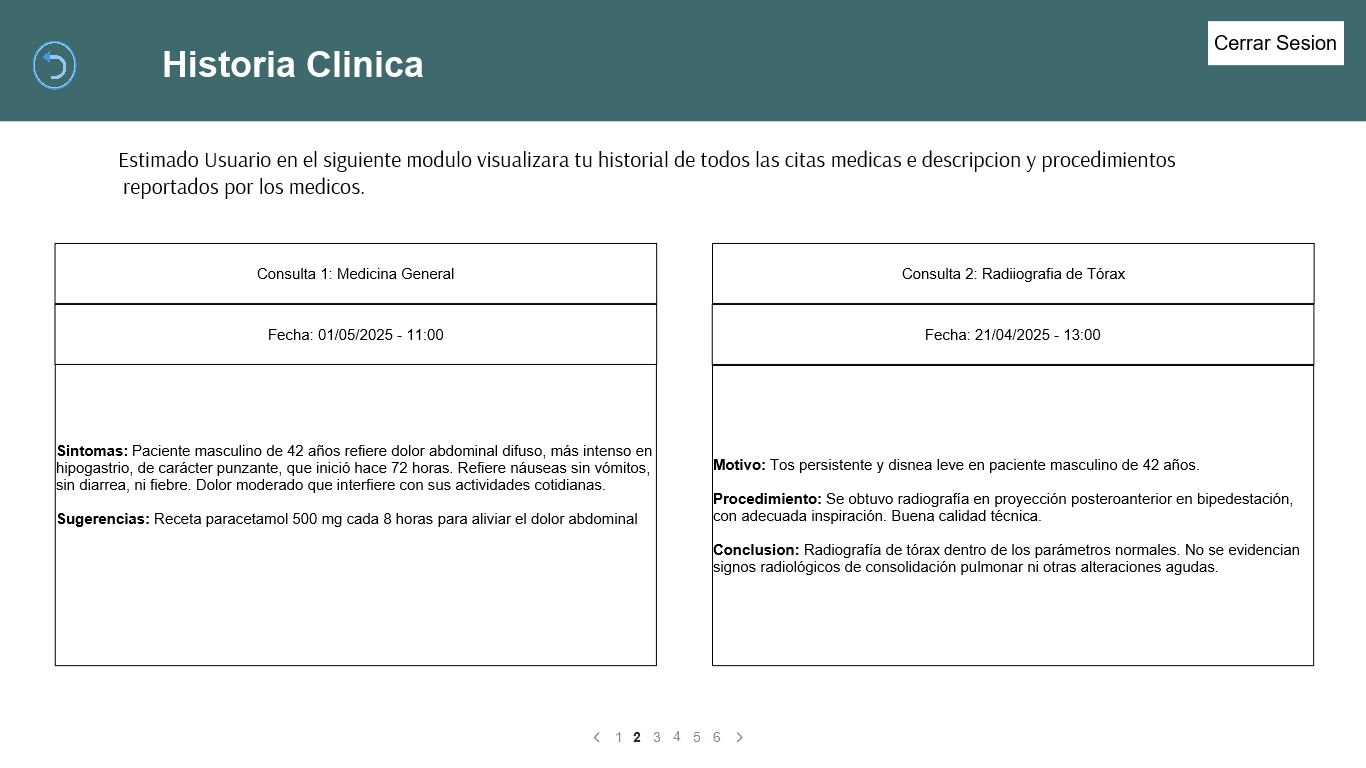 Historia Clinica
Cerrar Sesion
Estimado Usuario en el siguiente modulo visualizara tu historial de todos las citas medicas e descripcion y procedimientos
reportados por los medicos.
Consulta 1: Medicina General
Fecha: 01/05/2025 - 11:00
Sintomas: Paciente masculino de 42 años refiere dolor abdominal difuso, más intenso en
hipogastrio, de carácter punzante, que inició hace 72 horas. Refiere náuseas sin vómitos,
sin diarrea, ni fiebre. Dolor moderado que interfiere con sus actividades cotidianas.
Sugerencias: Receta paracetamol 500 mg cada 8 horas para aliviar el dolor abdominal
Consulta 2: Radiiografia de Tórax
Fecha: 21/04/2025 - 13:00
Motivo: Tos persistente y disnea leve en paciente masculino de 42 años.
Procedimiento: Se obtuvo radiografía en proyección posteroanterior en bipedestación,
con adecuada inspiración. Buena calidad técnica.
Conclusion: Radiografía de tórax dentro de los parámetros normales. No se evidencian
signos radiológicos de consolidación pulmonar ni otras alteraciones agudas.
1 2 3 4 5 6